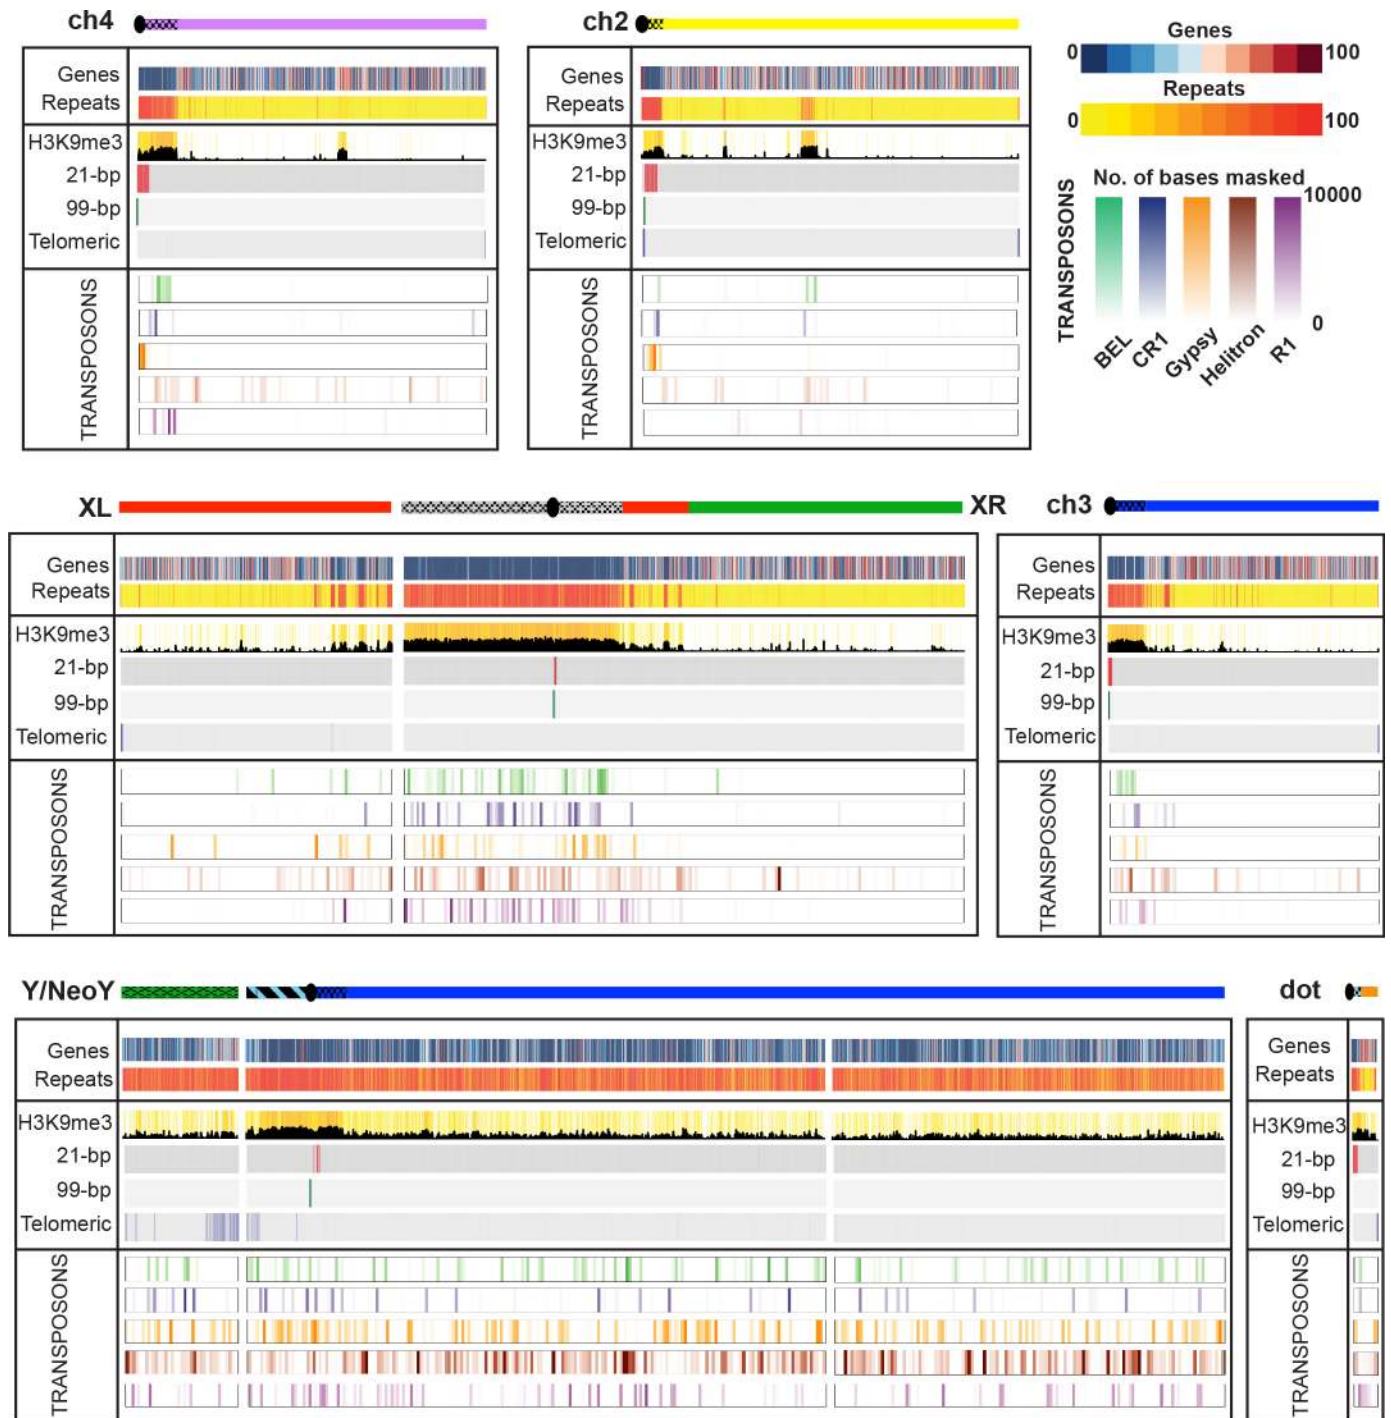 ch4
Genes
Repeats
H3K9me3
21-bp
99-bp
Telomeric
TRANSPOSONS
ch2
Genes
Repeats
H3K9me3
21-bp
99-bp
Telomeric
TRANSPOSONS
Genes
0 100
Repeats
0 100
TRANSPOSONS
No. of bases masked
10000
0
BEL CR1 Gypsy Helitron R1
XL XR
Genes
Repeats
H3K9me3
21-bp
99-bp
Telomeric
TRANSPOSONS
ch3
Genes
Repeats
H3K9me3
21-bp
99-bp
Telomeric
TRANSPOSONS
Y/NeoY
Genes
Repeats
H3K9me3
21-bp
99-bp
Telomeric
TRANSPOSONS
dot
Genes
Repeats
H3K9me3
21-bp
99-bp
Telomeric
TRANSPOSONS